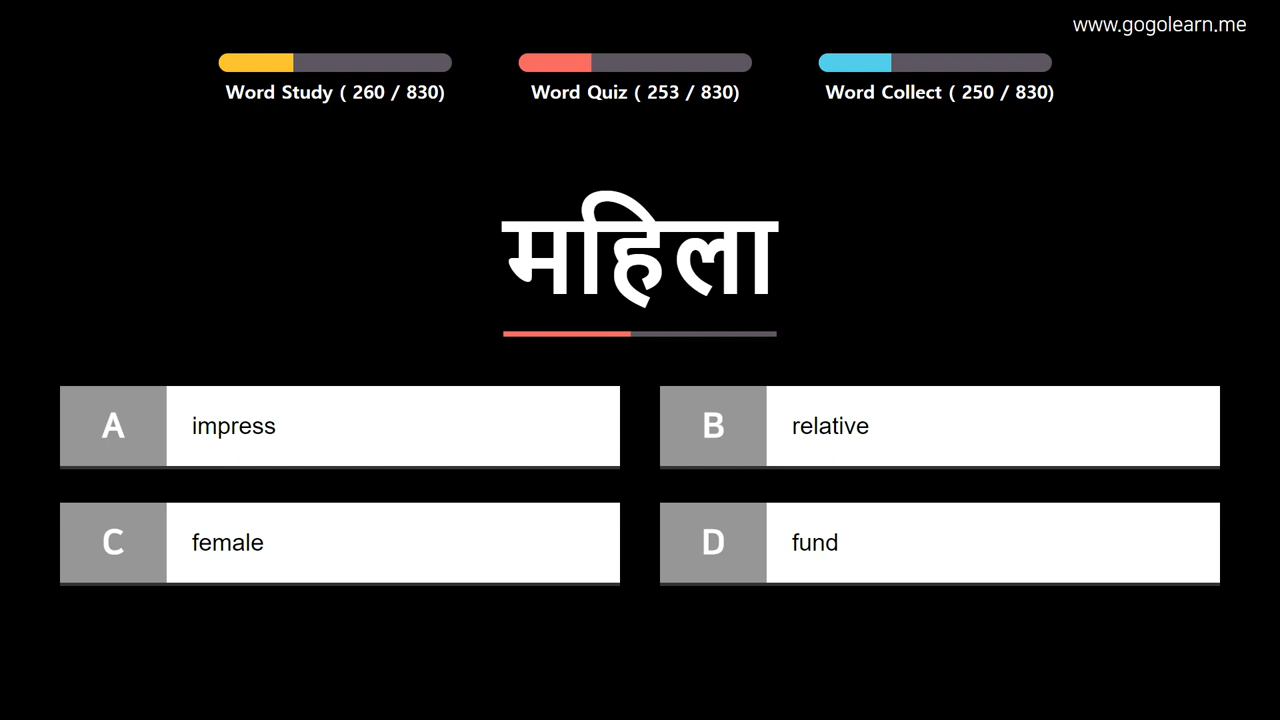 www.gogolearn.me
Word Study ( 260 / 830)
Word Quiz ( 253 / 830)
Word Collect ( 250 / 830)
महिला
A
impress
B
relative
C
female
D
fund